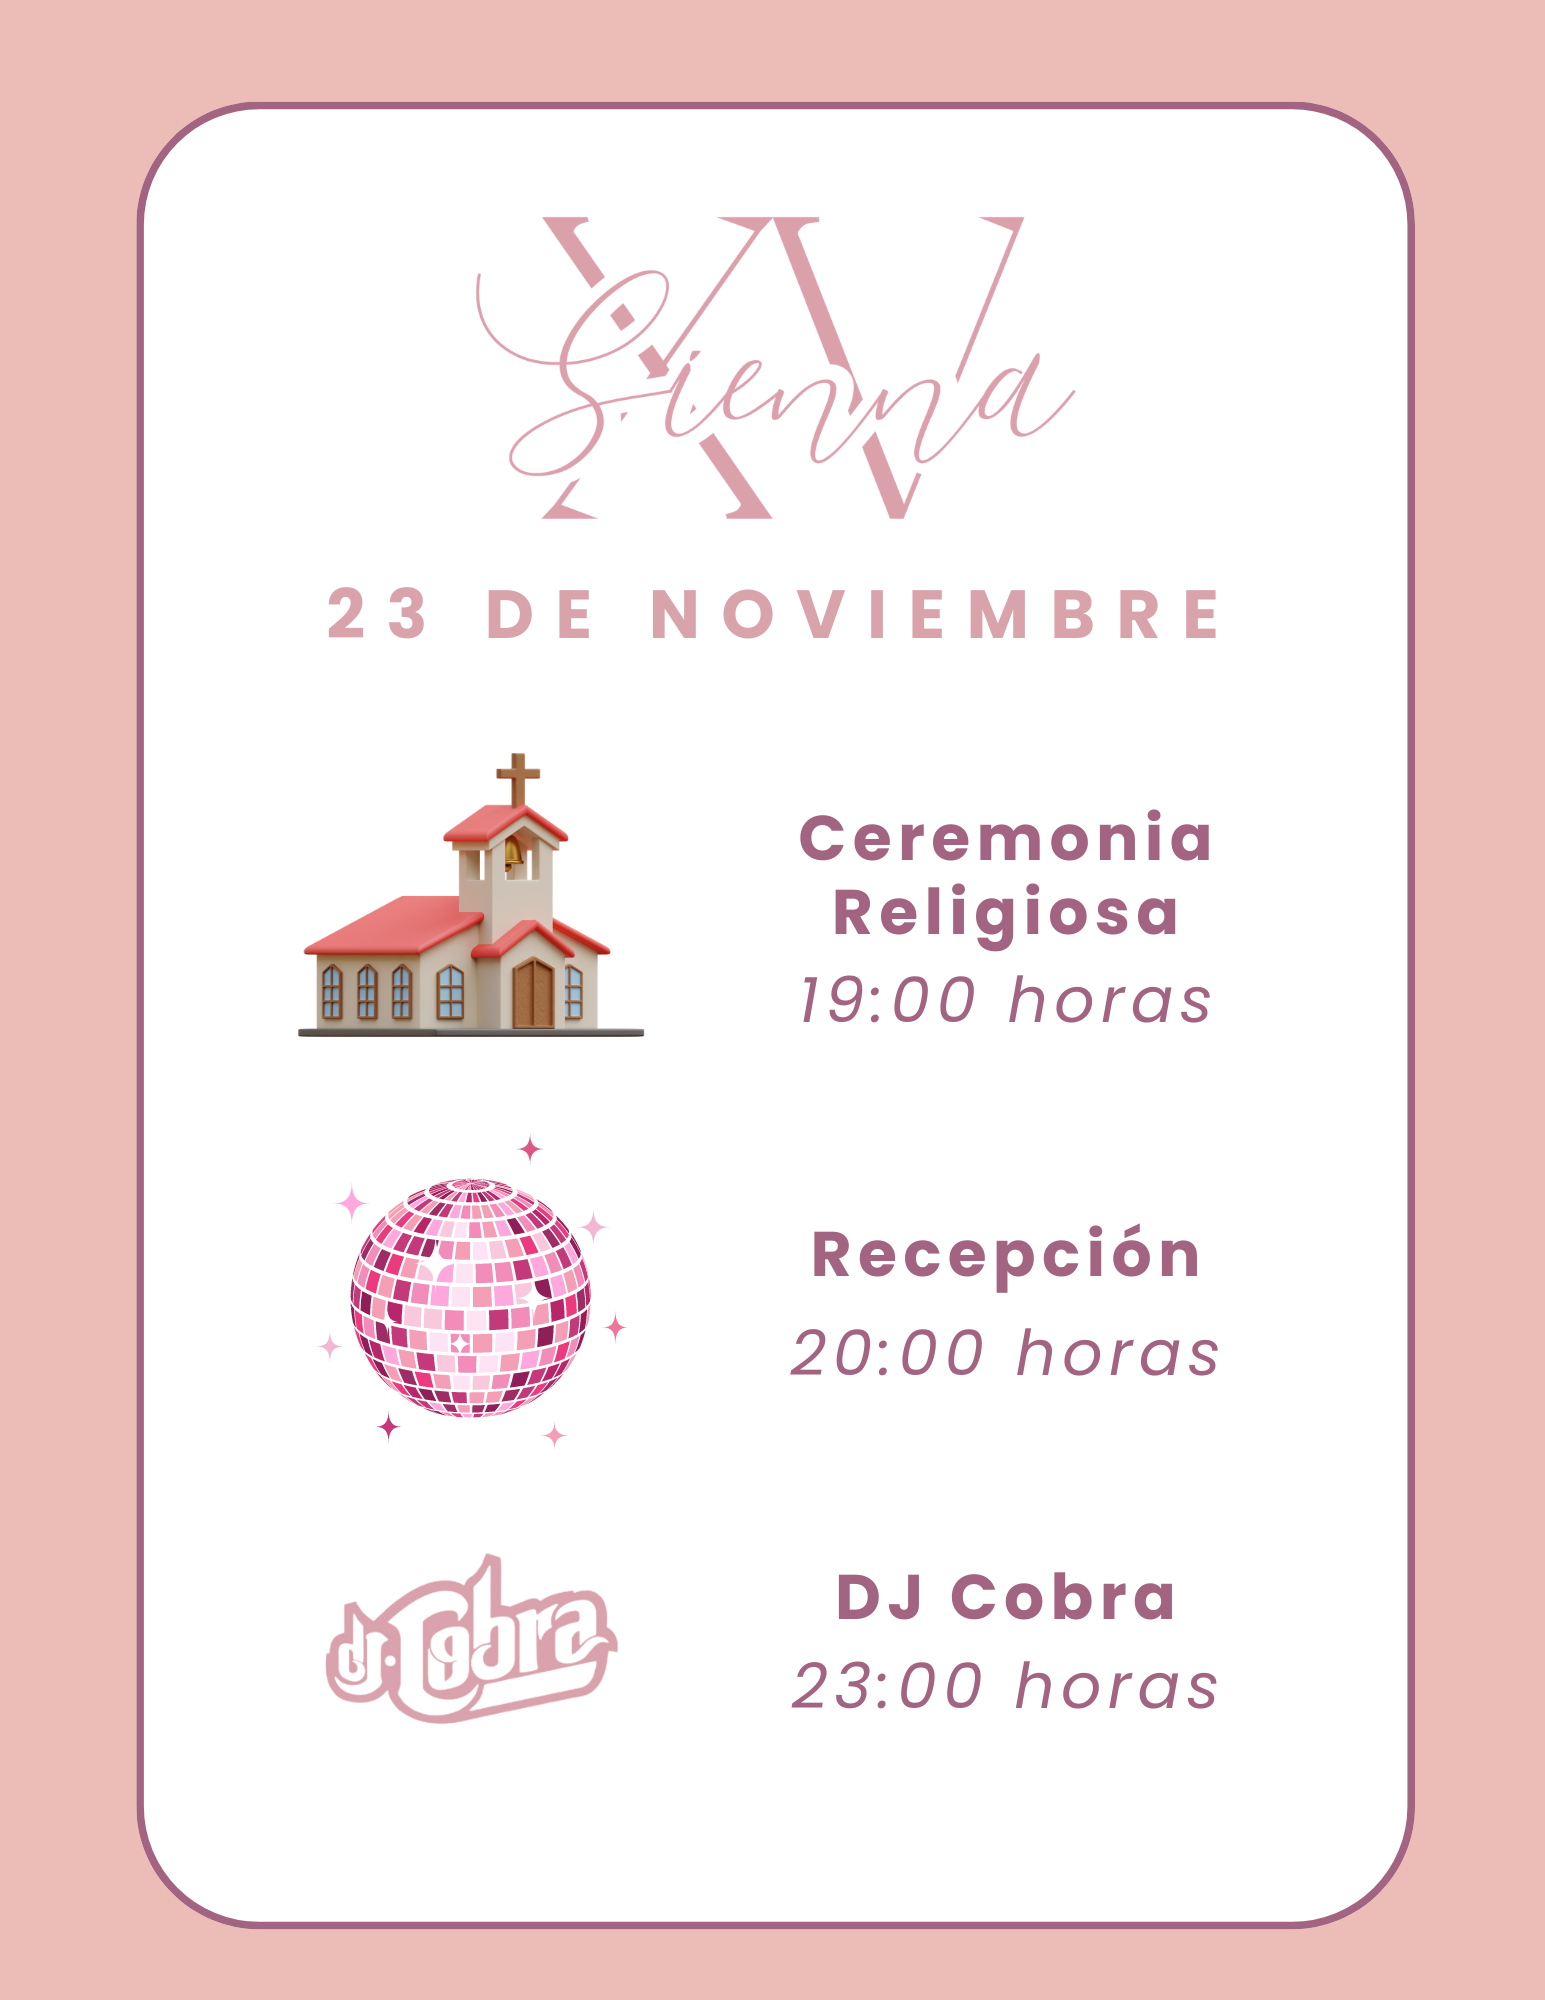 XV
Sienna
23 DE NOVIEMBRE
Ceremonia
Religiosa
19:00 horas
Recepción
20:00 horas
dj. Cobra
DJ Cobra
23:00 horas